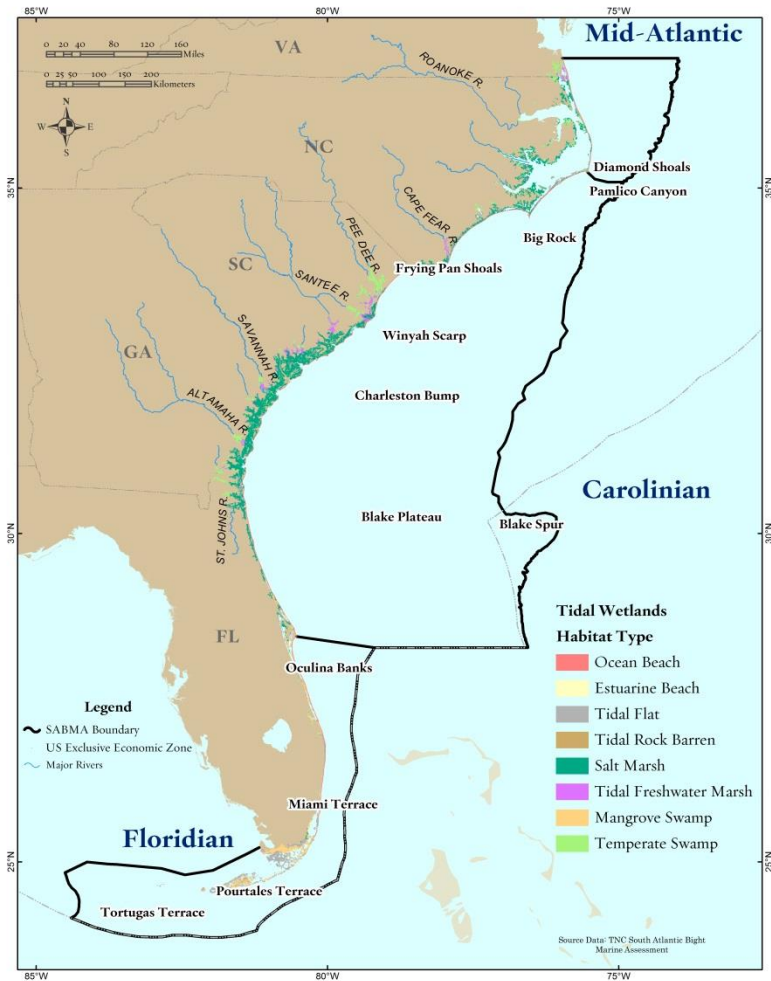 85°W
80°W
75°W
Mid-Atlantic
VA
0 20 40 80 120 160
Miles
0 25 50 100 150 200
Kilometers
N
W E
S
ROANOKE R.
NC
Diamond Shoals
Pamlico Canyon
35°N
35°N
CAPE FEAR R.
PEE DEE R.
Big Rock
SC
SANTEE R.
Frying Pan Shoals
SAVANNAH R.
Winyah Scarp
GA
ALTAMAHA R.
Charleston Bump
Carolinian
ST. JOHNS R.
Blake Plateau
Blake Spur
30°N
30°N
FL
Oculina Banks
Tidal Wetlands
Habitat Type
Ocean Beach
Estuarine Beach
Tidal Flat
Tidal Rock Barren
Salt Marsh
Tidal Freshwater Marsh
Mangrove Swamp
Temperate Swamp
Legend
SABMA Boundary
US Exclusive Economic Zone
Major Rivers
Miami Terrace
Floridian
25°N
25°N
Pourtales Terrace
Tortugas Terrace
Source Data: TNC South Atlantic Bight
Marine Assessment
85°W
80°W
75°W